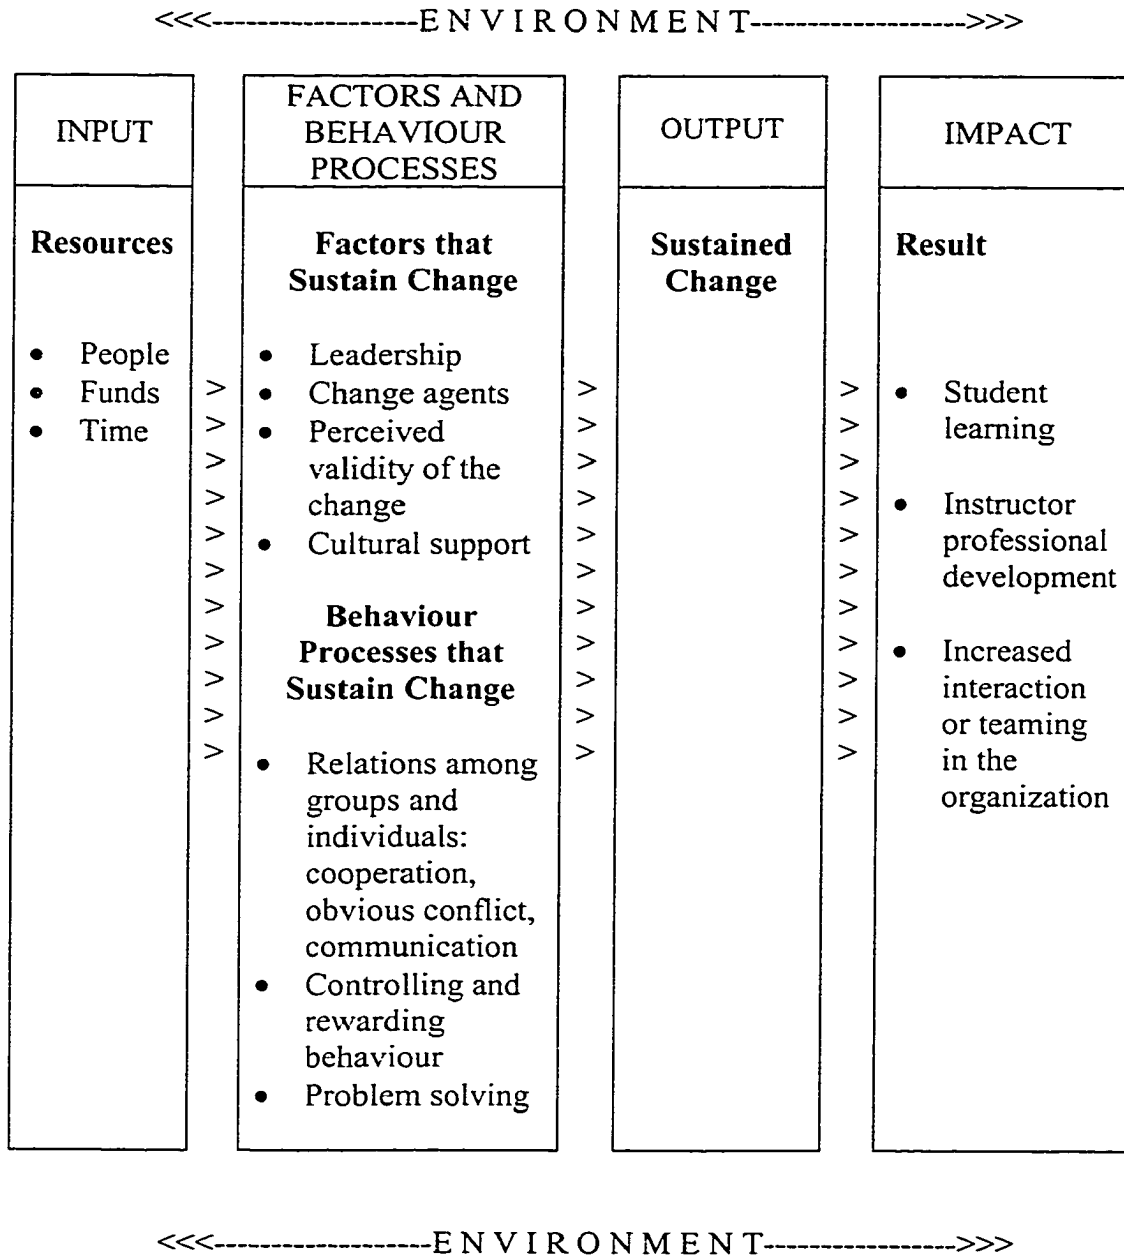 <<<-------------------E N V I R O N M E N T-------------------->>>
INPUT
Resources
• People
• Funds
• Time
>
>
>
>
>
>
>
>
>
>
>
FACTORS AND
BEHAVIOUR
PROCESSES
Factors that
Sustain Change
• Leadership
• Change agents
• Perceived
validity of the
change
• Cultural support
Behaviour
Processes that
Sustain Change
• Relations among
groups and
individuals:
cooperation,
obvious conflict,
communication
• Controlling and
rewarding
behaviour
• Problem solving
>
>
>
>
>
>
>
>
>
>
>
OUTPUT
Sustained
Change
>
>
>
>
>
>
>
>
>
>
>
IMPACT
Result
• Student
learning
• Instructor
professional
development
• Increased
interaction
or teaming
in the
organization
<<<--------------------E N V I R O N M E N T------------------>>>